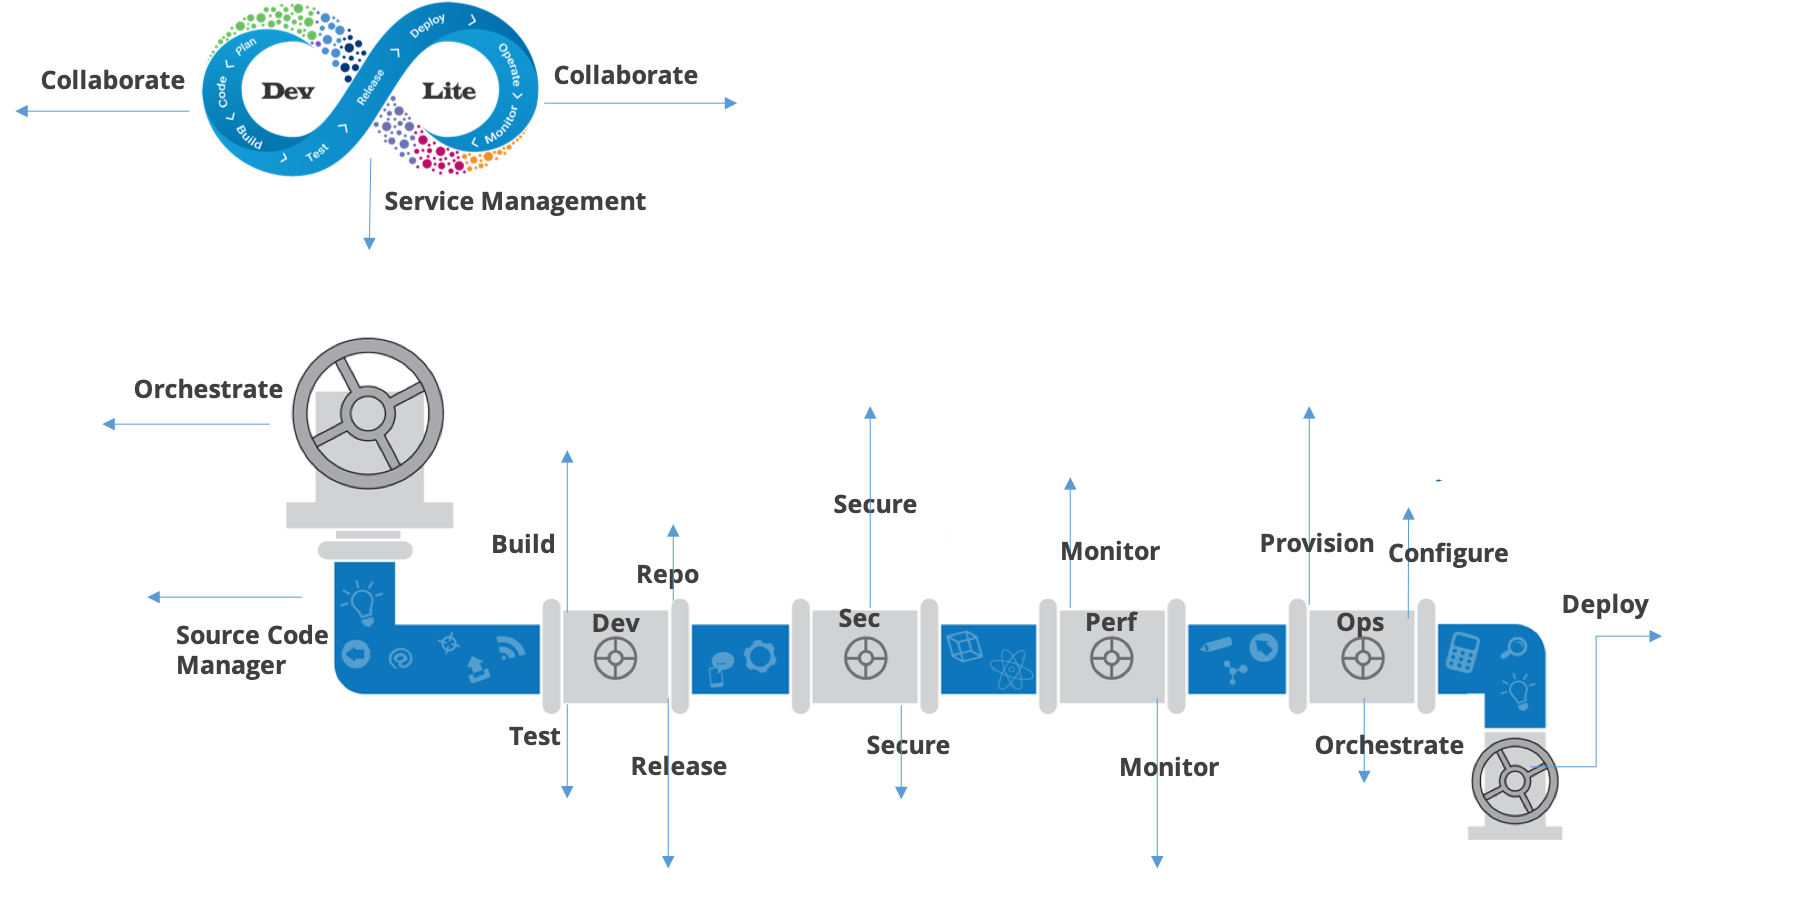 Collaborate
Plan
Code
Build
Test
Release
Deploy
Operate
Monitor
Dev
Lite
Collaborate
Service Management
Orchestrate
Source Code
Manager
Build
Repo
Secure
Monitor
Provision
Configure
Deploy
Dev
Sec
Perf
Ops
Test
Release
Secure
Monitor
Orchestrate